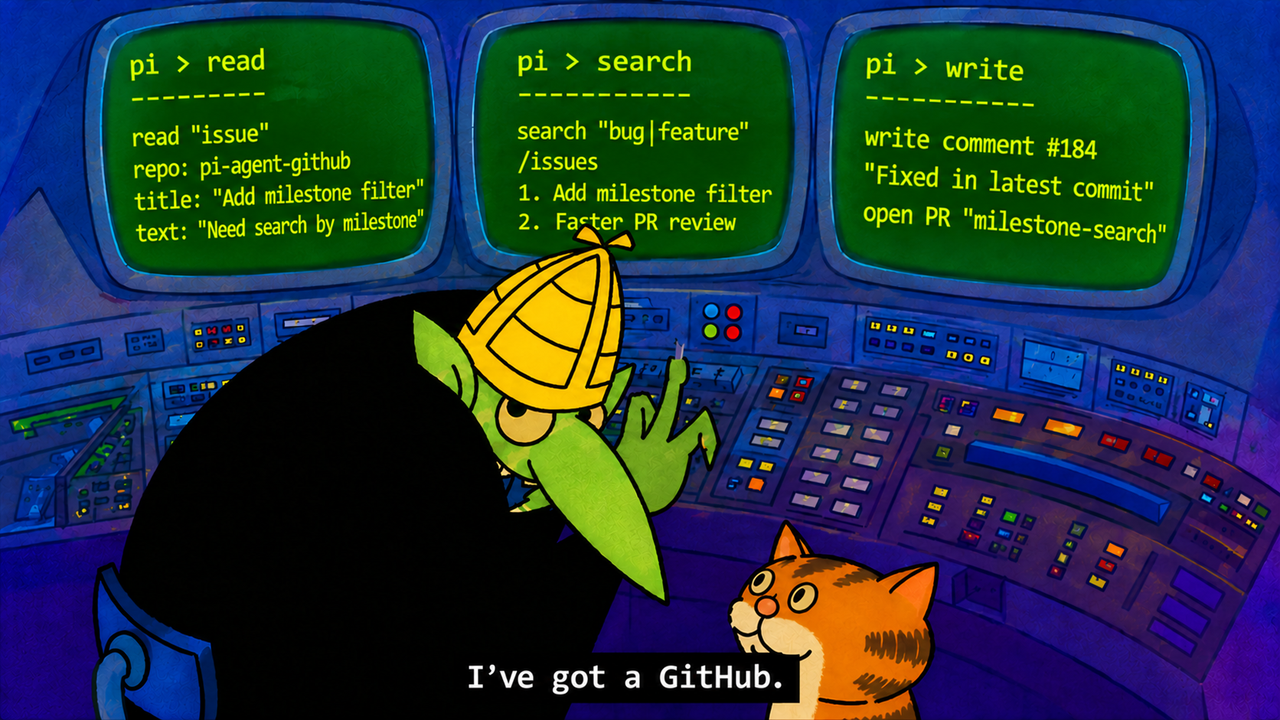 pi > read
---------
read "issue"
repo: pi-agent-github
title: "Add milestone filter"
text: "Need search by milestone"
pi > search
-----------
search "bug|feature"
/issues
1. Add milestone filter
2. Faster PR review
pi > write
-----------
write comment #184
"Fixed in latest commit"
open PR "milestone-search"
I’ve got a GitHub.